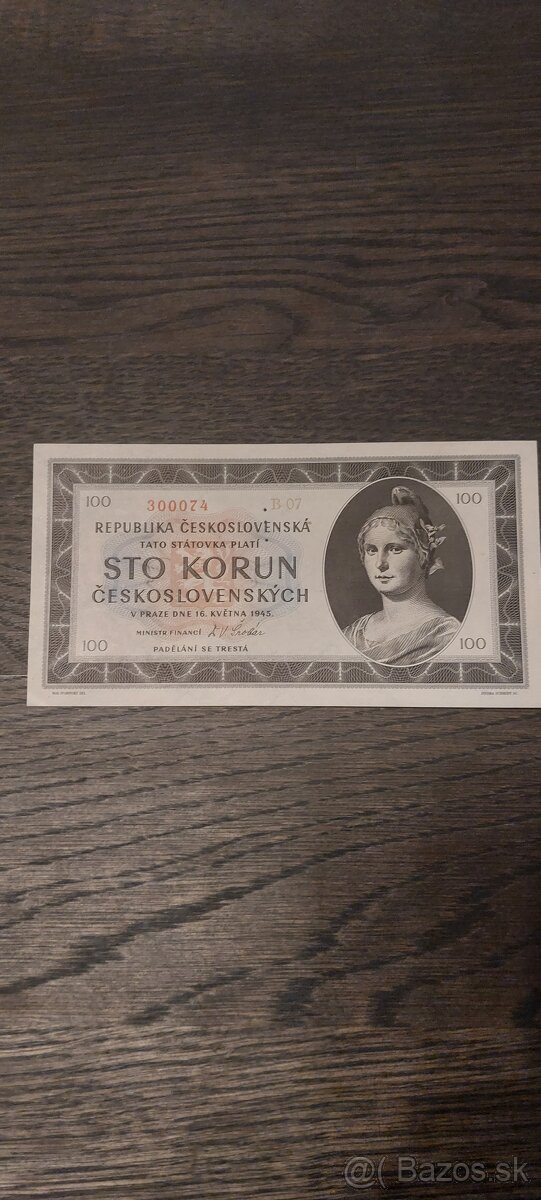 100 300074 B 07 100
REPUBLIKA ČESKOSLOVENSKÁ
TATO STÁTOVKA PLATÍ
STO KORUN
ČESKOSLOVENSKÝCH
V PRAZE DNE 16. KVĚTNA 1945.
MINISTR FINANCÍ
100 PADĚLÁNÍ SE TRESTÁ 100
@( Bazos.sk